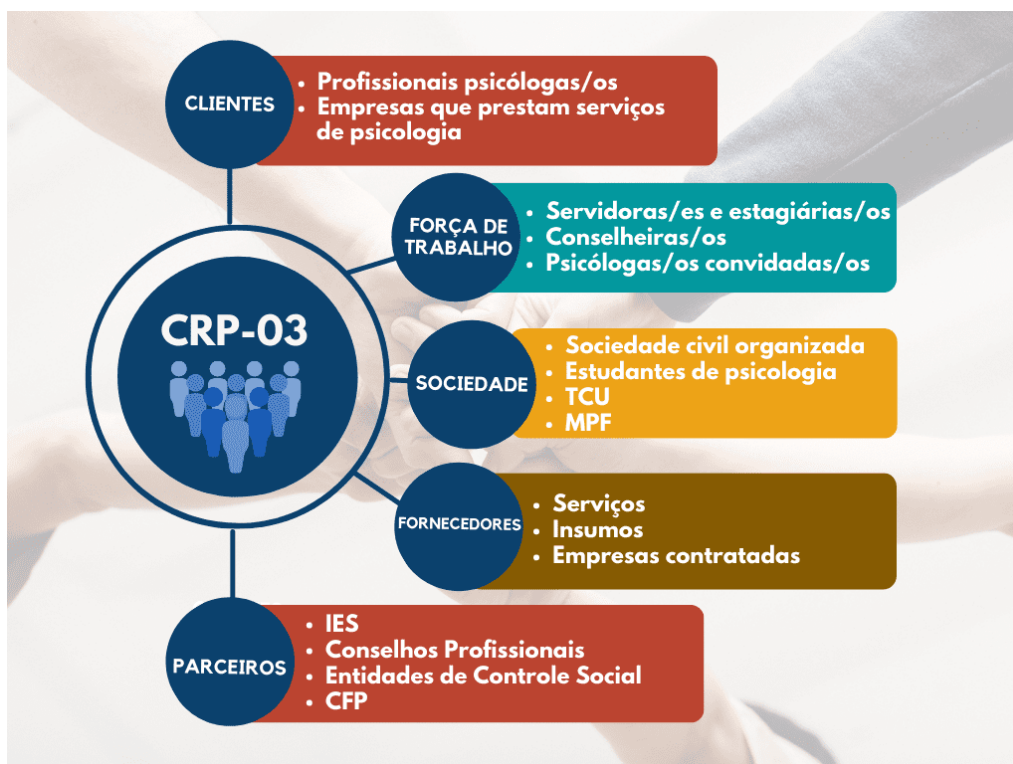 CLIENTES
• Profissionais psicólogas/os
• Empresas que prestam serviços
de psicologia
FORÇA DE
TRABALHO
• Servidoras/es e estagiárias/os
• Conselheiras/os
• Psicólogas/os convidadas/os
CRP-03
SOCIEDADE
• Sociedade civil organizada
• Estudantes de psicologia
• TCU
• MPF
FORNECEDORES
• Serviços
• Insumos
• Empresas contratadas
PARCEIROS
• IES
• Conselhos Profissionais
• Entidades de Controle Social
• CFP